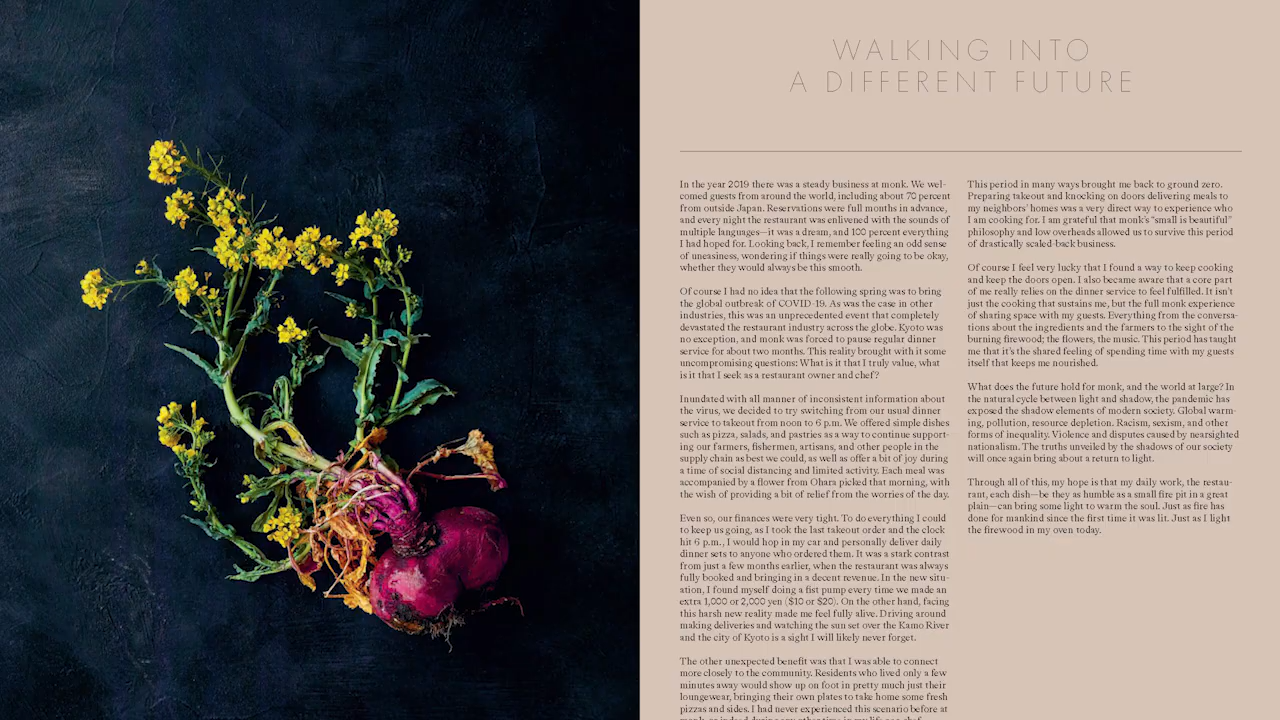 WALKING INTO
A DIFFERENT FUTURE
In the year 2019 there was a steady business at monk. We wel-
comed guests from around the world, including about 70 percent
from outside Japan. Reservations were full months in advance,
and every night the restaurant was enlivened with the sounds of
multiple languages—it was a dream, and 100 percent everything
I had hoped for. Looking back, I remember feeling an odd sense
of uneasiness, wondering if things were really going to be okay,
whether they would always be this smooth.
Of course I had no idea that the following spring was to bring
the global outbreak of COVID-19. As was the case in other
industries, this was an unprecedented event that completely
devastated the restaurant industry across the globe. Kyoto was
no exception, and monk was forced to pause regular dinner
service for about two months. This reality brought with it some
uncompromising questions: What is it that I truly value, what
is it that I seek as a restaurant owner and chef?
Inundated with all manner of inconsistent information about
the virus, we decided to try switching from our usual dinner
service to takeout from noon to 6 p.m. We offered simple dishes
such as pizza, salads, and pastries as a way to continue support-
ing our farmers, fishermen, artisans, and other people in the
supply chain as best we could, as well as offer a bit of joy during
a time of social distancing and limited activity. Each meal was
accompanied by a flower from Ohara picked that morning, with
the wish of providing a bit of relief from the worries of the day.
Even so, our finances were very tight. To do everything I could
to keep us going, as I took the last takeout order and the clock
hit 6 p.m., I would hop in my car and personally deliver daily
dinner sets to anyone who ordered them. It was a stark contrast
from just a few months earlier, when the restaurant was always
fully booked and bringing in a decent revenue. In the new situ-
ation, I found myself doing a fist pump every time we made an
extra 1,000 or 2,000 yen ($10 or $20). On the other hand, facing
this harsh new reality made me feel fully alive. Driving around
making deliveries and watching the sun set over the Kamo River
and the city of Kyoto is a sight I will likely never forget.
The other unexpected benefit was that I was able to connect
more closely to the community. Residents who lived only a few
minutes away would show up on foot in pretty much just their
loungewear, bringing their own plates to take home some fresh
pizzas and sides. I had never experienced this scenario before at
This period in many ways brought me back to ground zero.
Preparing takeout and knocking on doors delivering meals to
my neighbors' homes was a very direct way to experience who
I am cooking for. I am grateful that monk's "small is beautiful"
philosophy and low overheads allowed us to survive this period
of drastically scaled-back business.
Of course I feel very lucky that I found a way to keep cooking
and keep the doors open. I also became aware that a core part
of me really relies on the dinner service to feel fulfilled. It isn't
just the cooking that sustains me, but the full monk experience
of sharing space with my guests. Everything from the conversa-
tions about the ingredients and the farmers to the sight of the
burning firewood; the flowers, the music. This period has taught
me that it's the shared feeling of spending time with my guests
itself that keeps me nourished.
What does the future hold for monk, and the world at large? In
the natural cycle between light and shadow, the pandemic has
exposed the shadow elements of modern society. Global warm-
ing, pollution, resource depletion. Racism, sexism, and other
forms of inequality. Violence and disputes caused by nearsighted
nationalism. The truths unveiled by the shadows of our society
will once again bring about a return to light.
Through all of this, my hope is that my daily work, the restau-
rant, each dish—be they as humble as a small fire pit in a great
plain—can bring some light to warm the soul. Just as fire has
done for mankind since the first time it was lit. Just as I light
the firewood in my oven today.